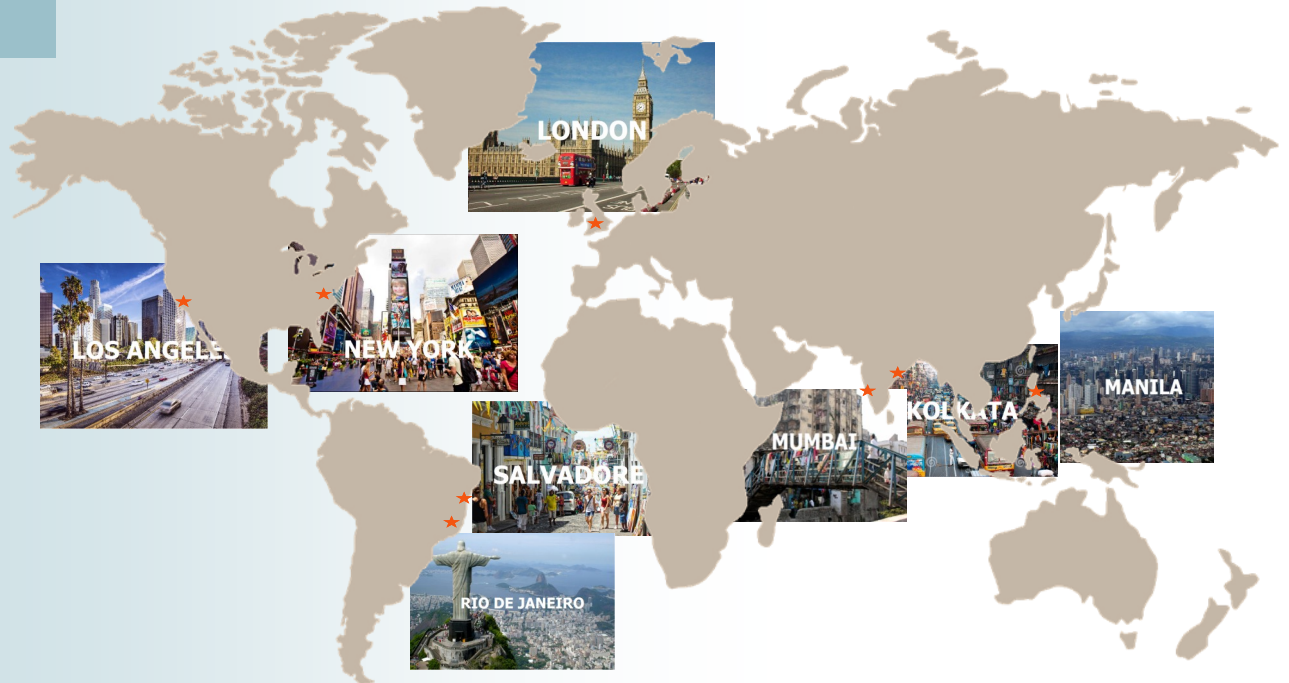 LONDON
LOS ANGELE
NEW YORK
MANILA
KOLKATA
MUMBAI
SALVADORE
RIO DE JANEIRO